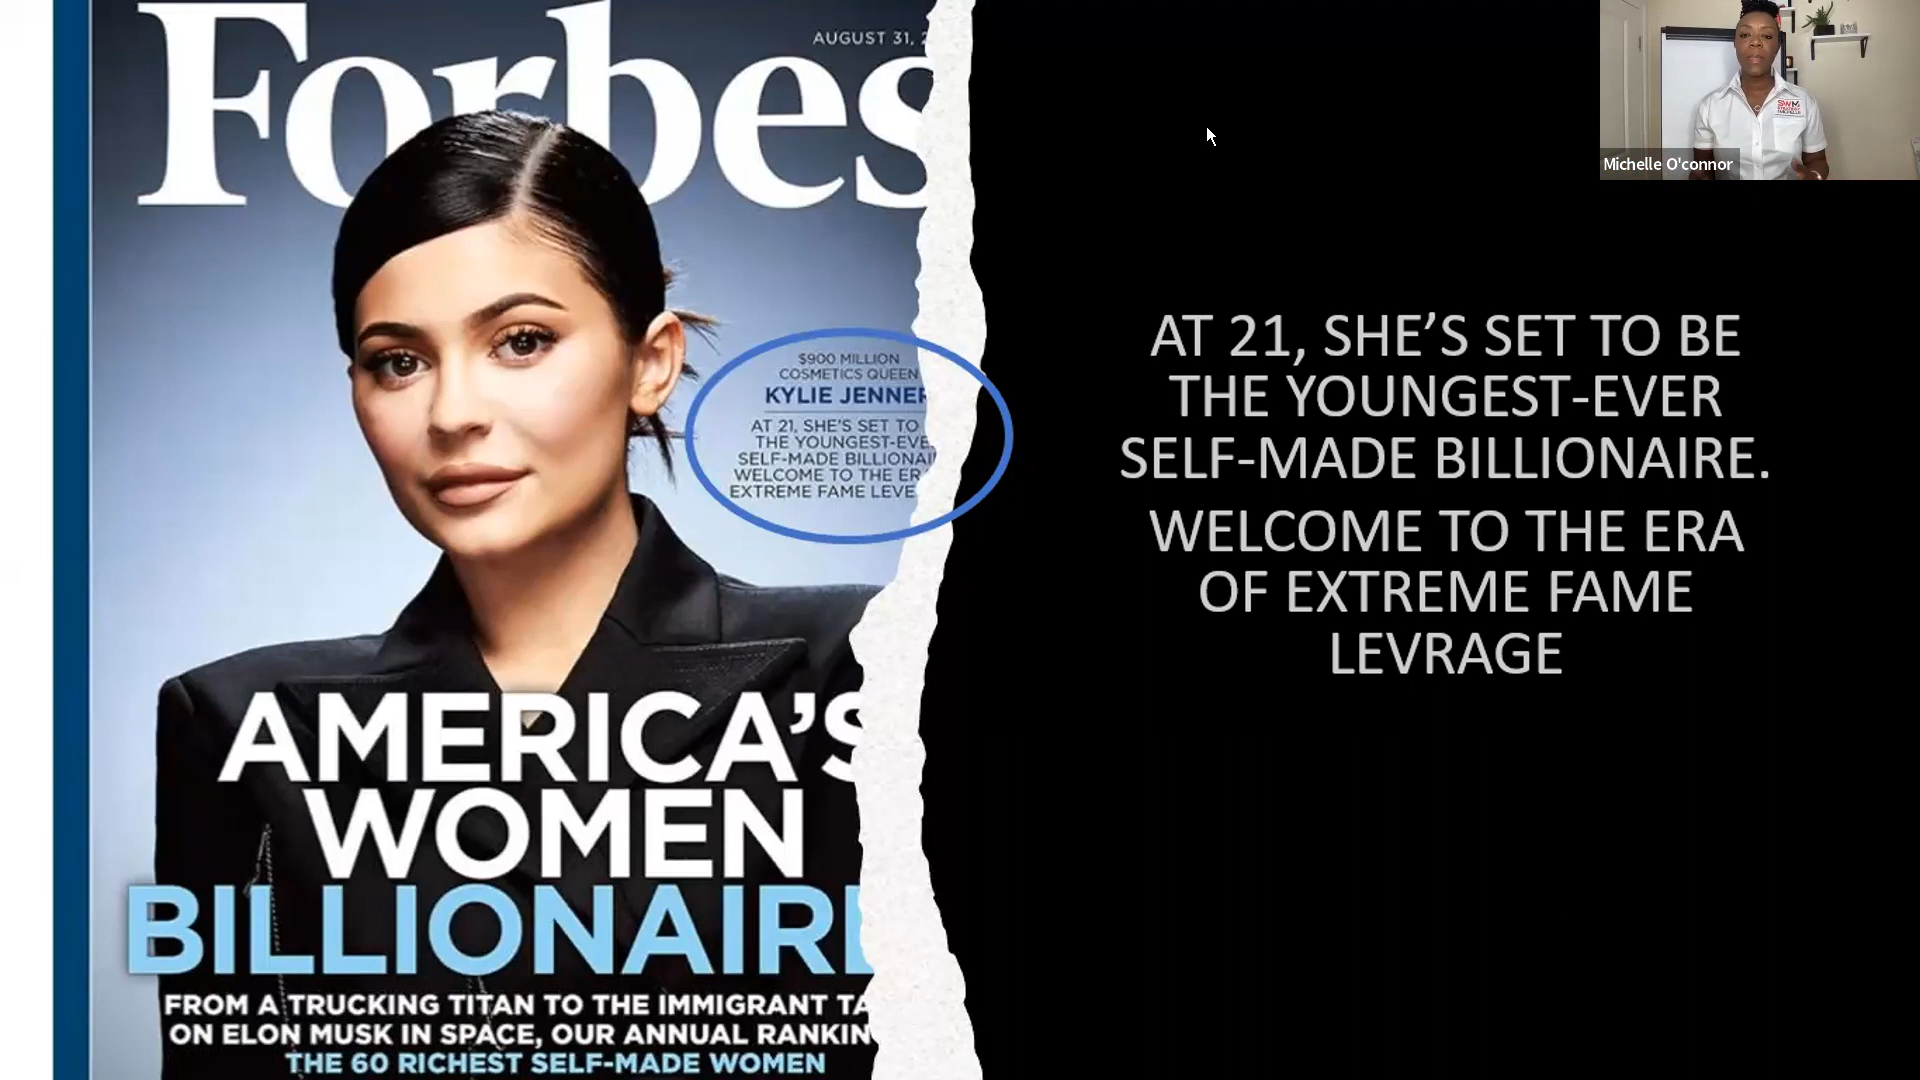 Forbes
AUGUST 31,
$900 MILLION
COSMETICS QUEEN
KYLIE JENNER
AT 21, SHE'S SET TO
THE YOUNGEST-EVE
SELF-MADE BILLIONAI
WELCOME TO THE ER
EXTREME FAME LEVE
AMERICA'S
WOMEN
BILLIONAIRE
FROM A TRUCKING TITAN TO THE IMMIGRANT TA
ON ELON MUSK IN SPACE, OUR ANNUAL RANKIN
THE 60 RICHEST SELF-MADE WOMEN
AT 21, SHE'S SET TO BE
THE YOUNGEST-EVER
SELF-MADE BILLIONAIRE.
WELCOME TO THE ERA
OF EXTREME FAME
LEVRAGE
SWM
Michelle O'connor